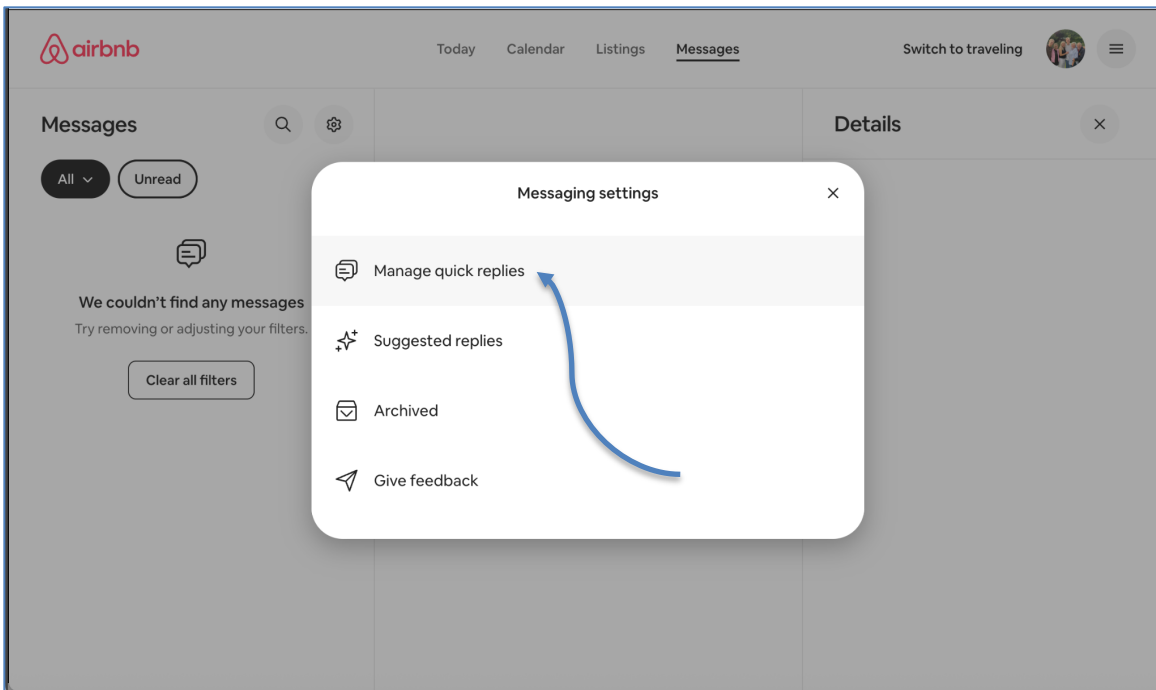 airbnb
Today Calendar Listings Messages
Switch to traveling
Messages
Details
All
Unread
Messaging settings
We couldn't find any messages
Try removing or adjusting your filters.
Clear all filters
Manage quick replies
Suggested replies
Archived
Give feedback